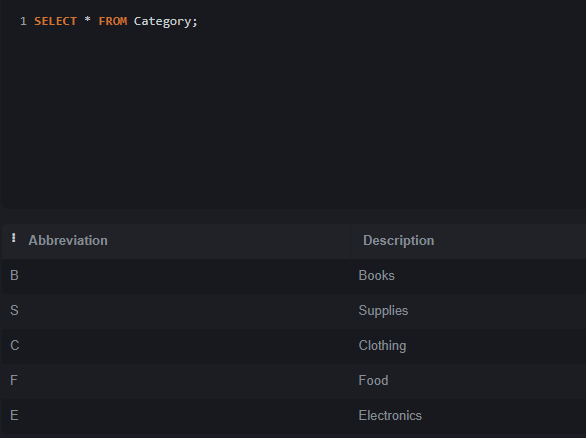 1 SELECT * FROM Category;
Abbreviation Description
B Books
S Supplies
C Clothing
F Food
E Electronics